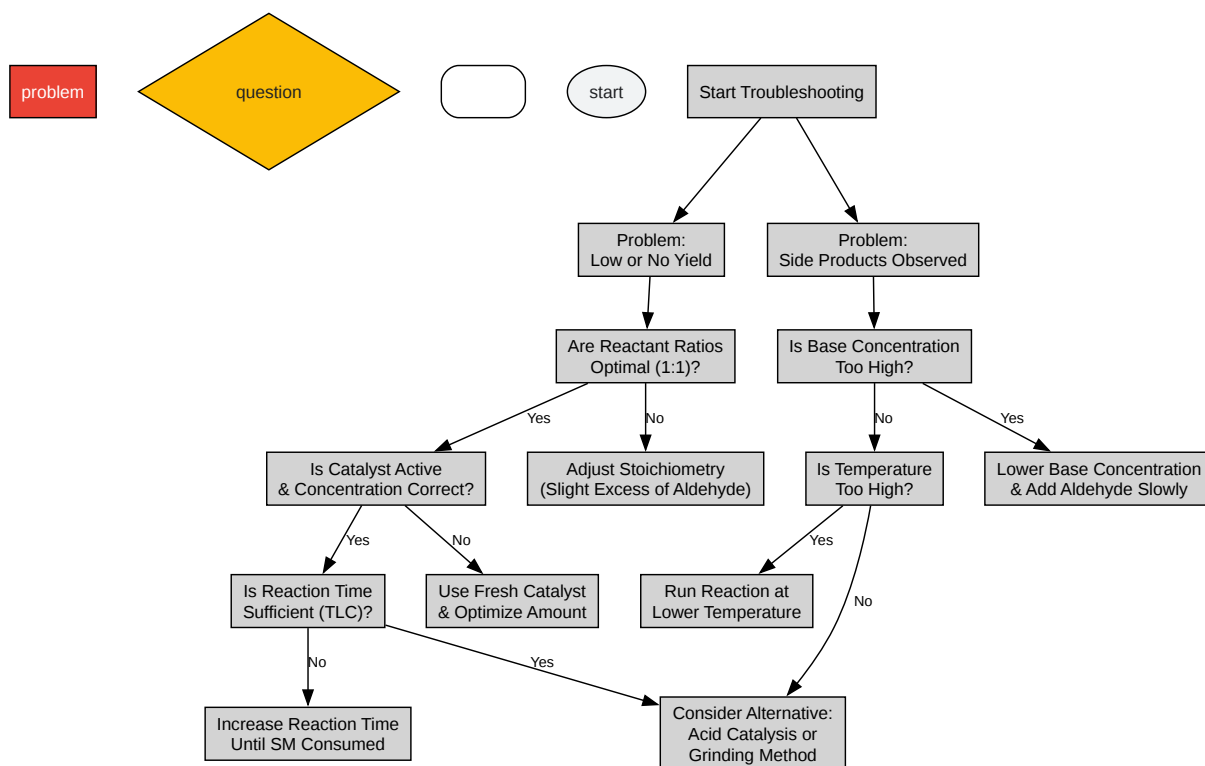 problem
question
start
Start Troubleshooting
Problem:
Low or No Yield
Problem:
Side Products Observed
Are Reactant Ratios
Optimal (1:1)?
Is Base Concentration
Too High?
Yes
No
No
Yes
Is Catalyst Active
& Concentration Correct?
Adjust Stoichiometry
(Slight Excess of Aldehyde)
Is Temperature
Too High?
Lower Base Concentration
& Add Aldehyde Slowly
Yes
No
Yes
No
Is Reaction Time
Sufficient (TLC)?
Use Fresh Catalyst
& Optimize Amount
Run Reaction at
Lower Temperature
No
Yes
Increase Reaction Time
Until SM Consumed
Consider Alternative:
Acid Catalysis or
Grinding Method